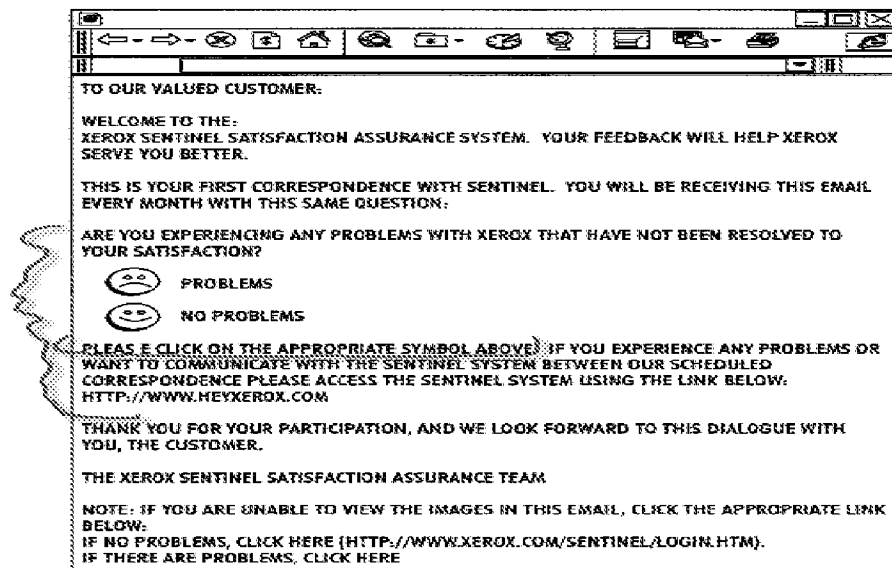 TO OUR VALUED CUSTOMER:
WELCOME TO THE:
XEROX SENTINEL SATISFACTION ASSURANCE SYSTEM. YOUR FEEDBACK WILL HELP XEROX
SERVE YOU BETTER.
THIS IS YOUR FIRST CORRESPONDENCE WITH SENTINEL. YOU WILL BE RECEIVING THIS EMAIL
EVERY MONTH WITH THIS SAME QUESTION:
ARE YOU EXPERIENCING ANY PROBLEMS WITH XEROX THAT HAVE NOT BEEN RESOLVED TO
YOUR SATISFACTION?
PROBLEMS
NO PROBLEMS
PLEAS E CLICK ON THE APPROPRIATE SYMBOL ABOVE. IF YOU EXPERIENCE ANY PROBLEMS OR
WANT TO COMMUNICATE WITH THE SENTINEL SYSTEM BETWEEN OUR SCHEDULED
CORRESPONDENCE PLEASE ACCESS THE SENTINEL SYSTEM USING THE LINK BELOW:
HTTP://WWW.HEYXEROX.COM
THANK YOU FOR YOUR PARTICIPATION, AND WE LOOK FORWARD TO THIS DIALOGUE WITH
YOU, THE CUSTOMER.
THE XEROX SENTINEL SATISFACTION ASSURANCE TEAM
NOTE: IF YOU ARE UNABLE TO VIEW THE IMAGES IN THIS EMAIL, CLICK THE APPROPRIATE LINK
BELOW:
IF NO PROBLEMS, CLICK HERE (HTTP://WWW.XEROX.COM/SENTINEL/LOGIN.HTM).
IF THERE ARE PROBLEMS, CLICK HERE